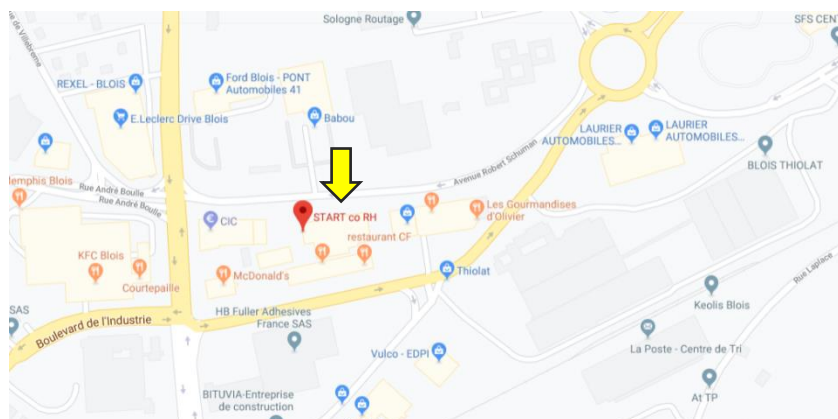 Sologne Routage
SFS CENT
ue de Villebrème
REXEL - BLOIS
Ford Blois - PONT
Automobiles 41
E.Leclerc Drive Blois
Babou
LAURIER
AUTOMOBILES...
LAURIER
AUTOMOBILES...
BLOIS THIOLAT
Avenue Robert Schuman
Memphis Blois
Rue André Boulle
Rue André Boulle
CIC
START co RH
Les Gourmandises
d'Olivier
restaurant CF
KFC Blois
Courtepaille
McDonald's
Thiolat
Rue Laplace
Keolis Blois
SAS
Boulevard de l'Industrie
HB Fuller Adhesives
France SAS
Vulco - EDPI
La Poste - Centre de Tri
BITUVIA-Entreprise
de construction
At TP